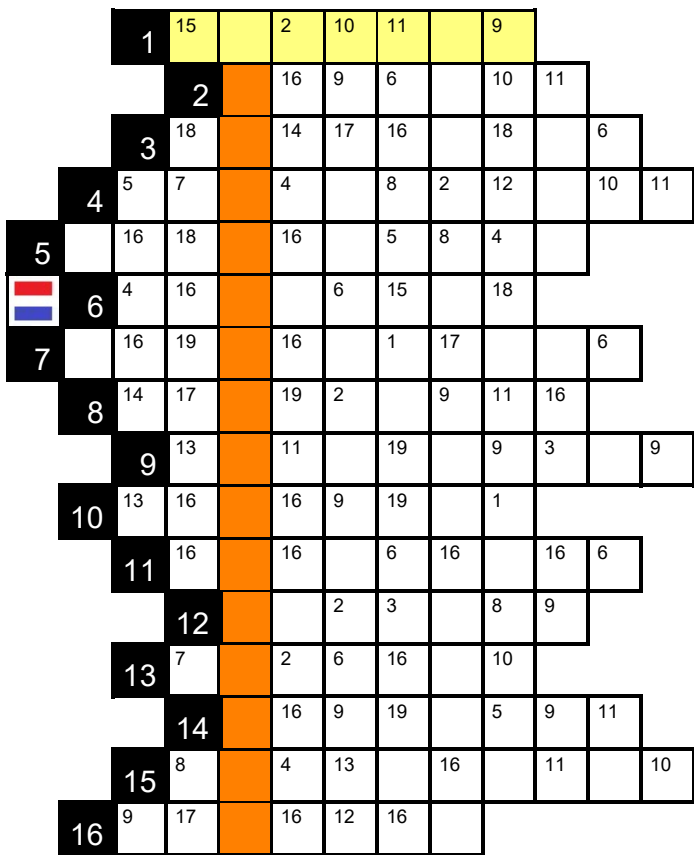 1 15 2 10 11 9
2 16 9 6 10 11
3 18 14 17 16 18 6
4 5 7 4 8 2 12 10 11
5 16 18 16 5 8 4
6 4 16 6 15 18
7 16 19 16 1 17 6
8 14 17 19 2 9 11 16
9 13 11 19 9 3 9
10 13 16 16 9 19 1
11 16 16 6 16 16 6
12 2 3 8 9
13 7 2 6 16 10
14 16 9 19 5 9 11
15 8 4 13 16 11 10
16 9 17 16 12 16